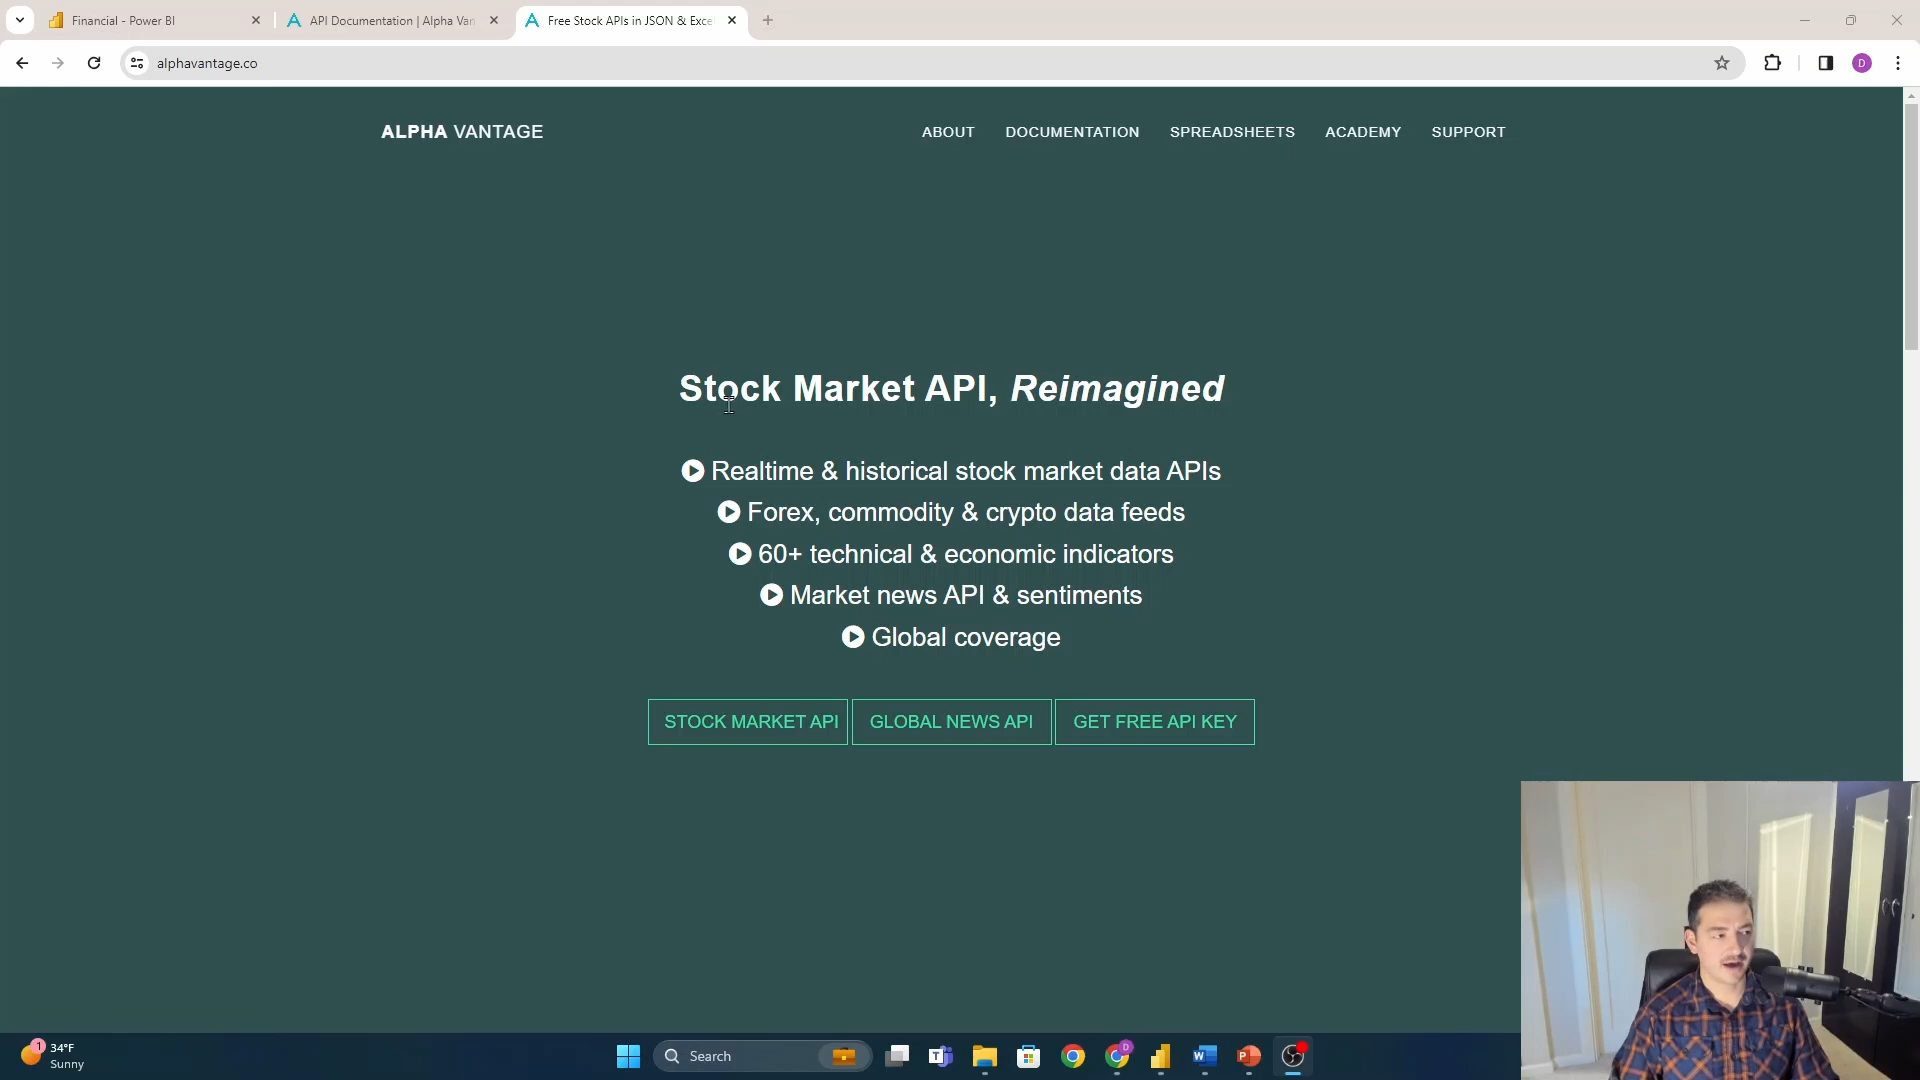 Financial - Power BI
API Documentation | Alpha Van
Free Stock APIs in JSON & Exce
alphavantage.co
D
ALPHA VANTAGE
ABOUT
DOCUMENTATION
SPREADSHEETS
ACADEMY
SUPPORT
Stock Market API, Reimagined
Realtime & historical stock market data APIs
Forex, commodity & crypto data feeds
60+ technical & economic indicators
Market news API & sentiments
Global coverage
STOCK MARKET API
GLOBAL NEWS API
GET FREE API KEY
1
34°F
Sunny
Search
D